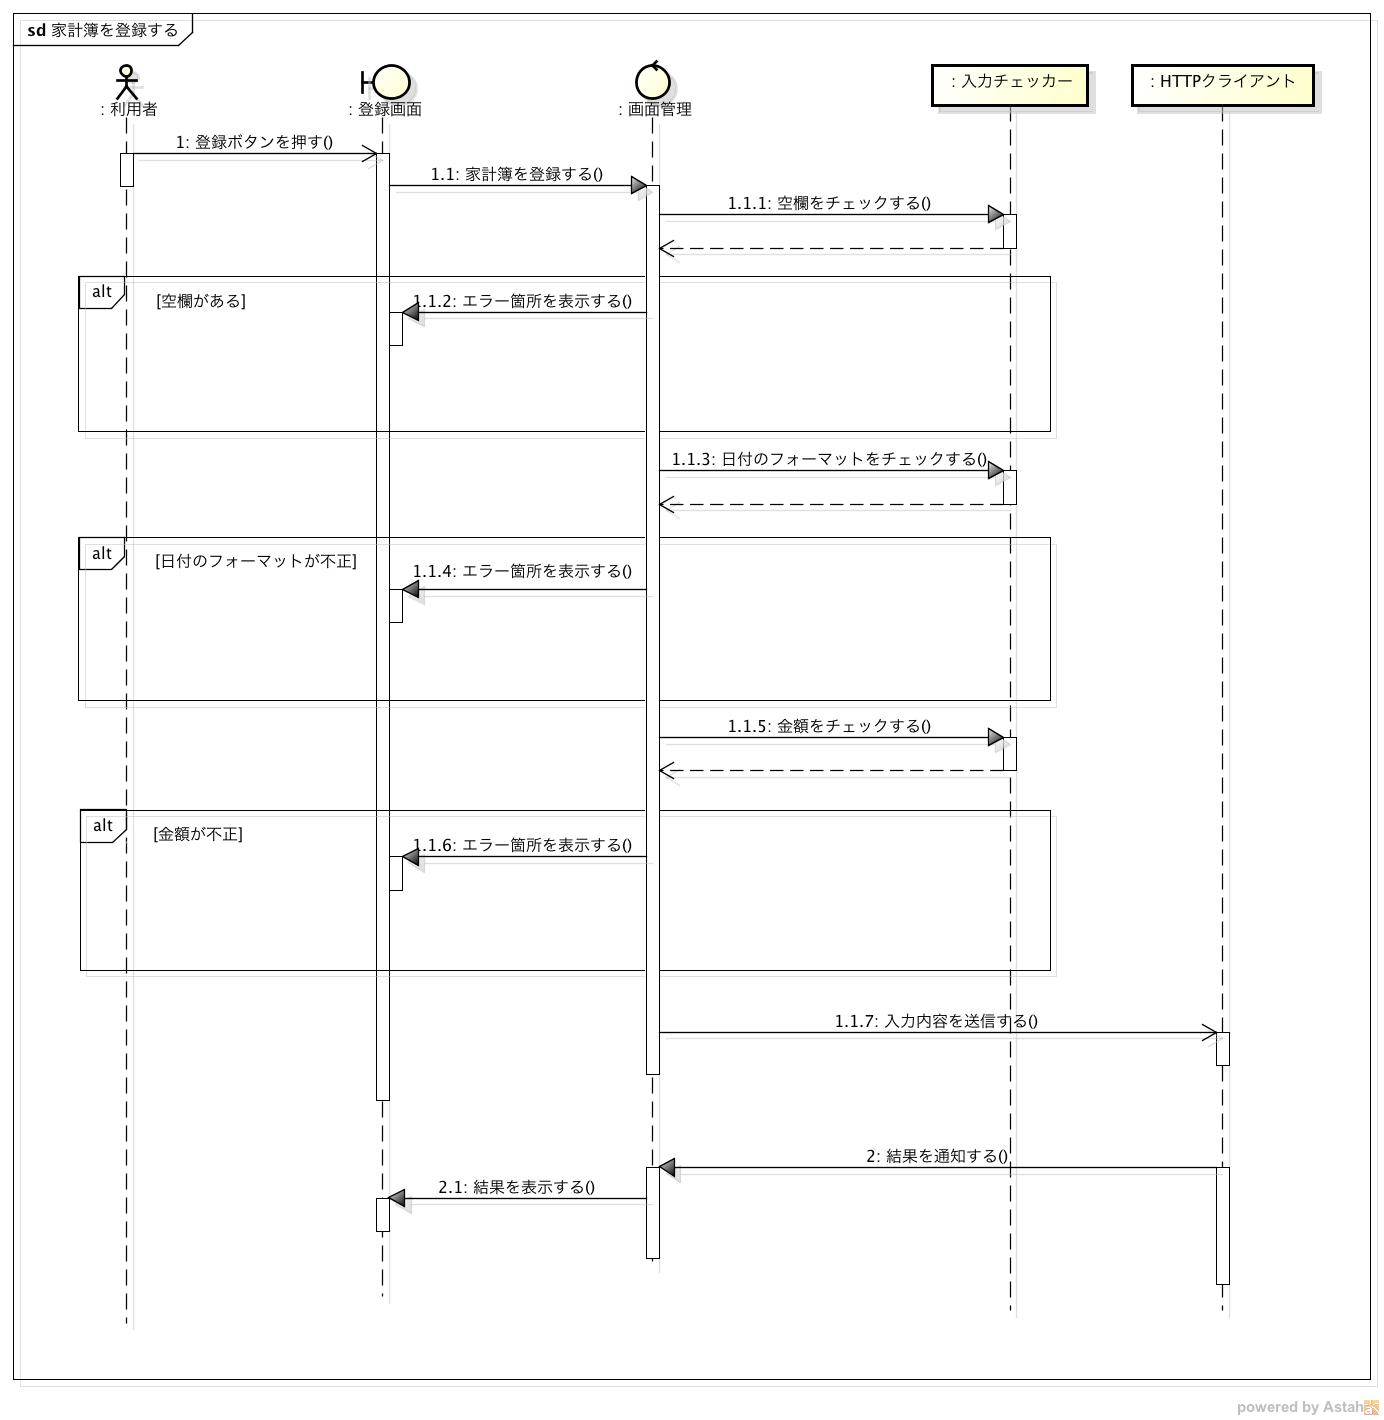 sd 家計簿を登録する
: 利用者
: 登録画面
: 画面管理
: 入力チェッカー
: HTTPクライアント
1: 登録ボタンを押す()
1.1: 家計簿を登録する()
1.1.1: 空欄をチェックする()
alt
[空欄がある]
1.1.2: エラー箇所を表示する()
1.1.3: 日付のフォーマットをチェックする()
alt
[日付のフォーマットが不正]
1.1.4: エラー箇所を表示する()
1.1.5: 金額をチェックする()
alt
[金額が不正]
1.1.6: エラー箇所を表示する()
1.1.7: 入力内容を送信する()
2: 結果を通知する()
2.1: 結果を表示する()
powered by Astah